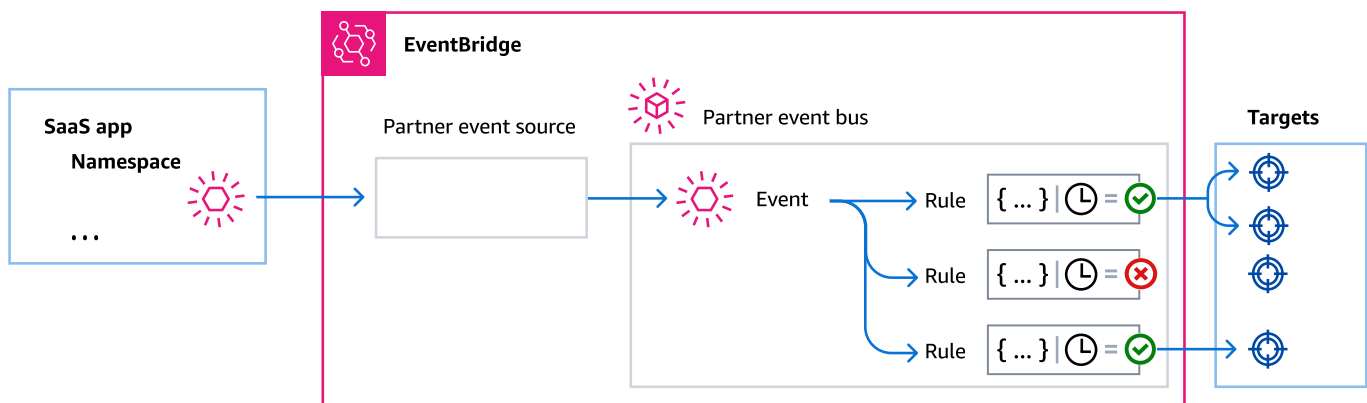 EventBridge
SaaS app
Namespace
...
Partner event source
Partner event bus
Event
Rule
{ ... } | =
Rule
{ ... } | =
Rule
{ ... } | =
Targets